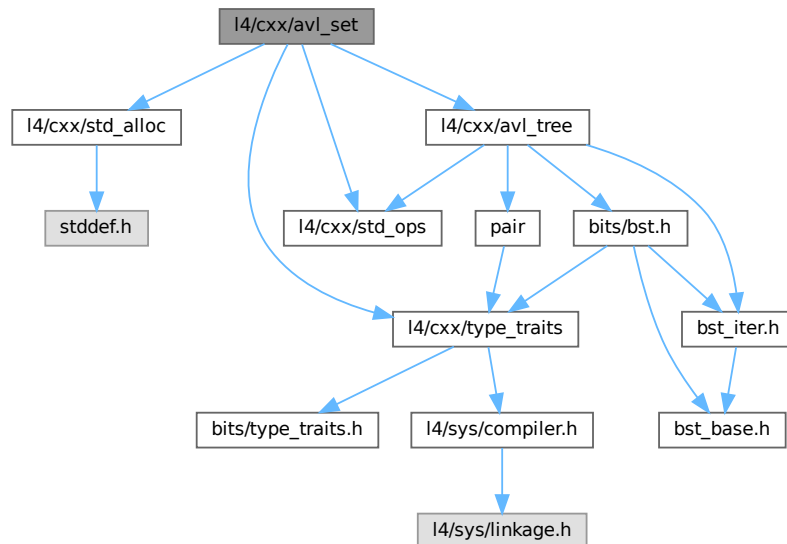 l4/cxx/avl_set
l4/cxx/std_alloc
l4/cxx/avl_tree
stddef.h
l4/cxx/std_ops
pair
bits/bst.h
l4/cxx/type_traits
bst_iter.h
bits/type_traits.h
l4/sys/compiler.h
bst_base.h
l4/sys/linkage.h